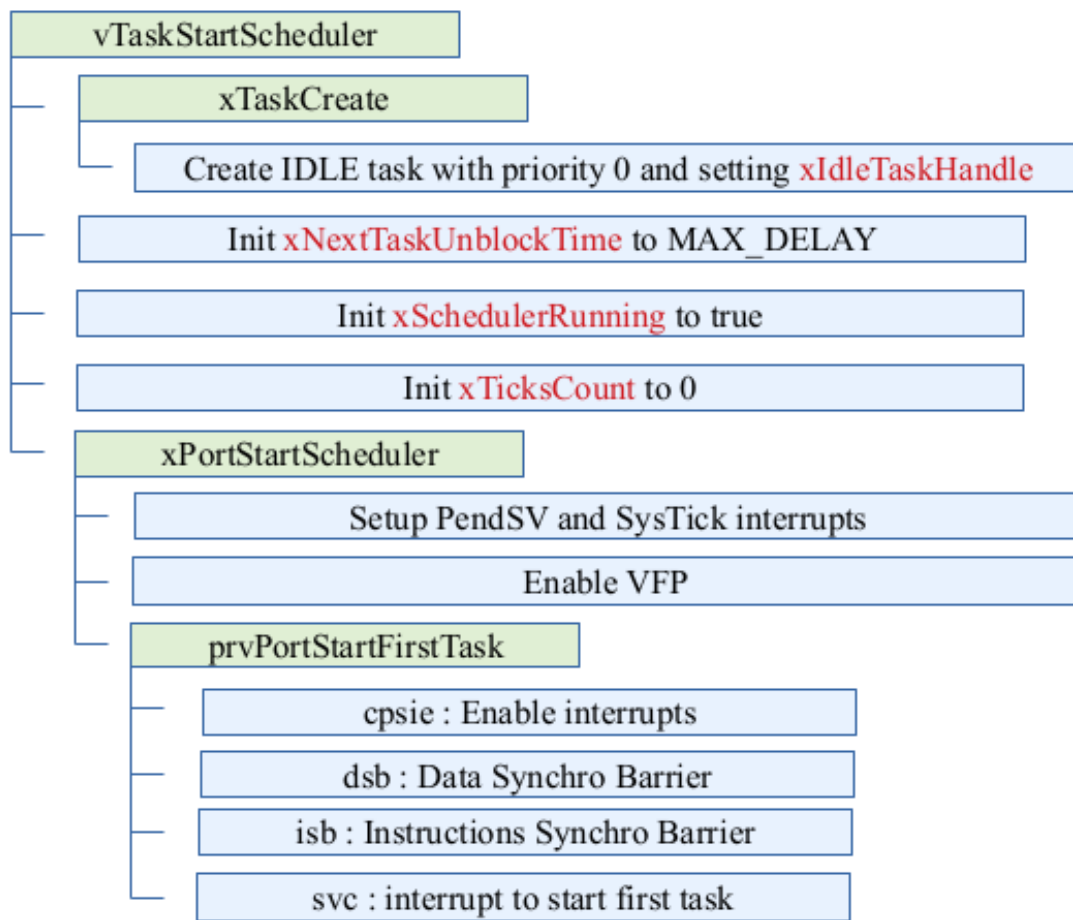 vTaskStartScheduler
xTaskCreate
Create IDLE task with priority 0 and setting xIdleTaskHandle
Init xNextTaskUnblockTime to MAX_DELAY
Init xSchedulerRunning to true
Init xTicksCount to 0
xPortStartScheduler
Setup PendSV and SysTick interrupts
Enable VFP
prvPortStartFirstTask
cpsie : Enable interrupts
dsb : Data Synchro Barrier
isb : Instructions Synchro Barrier
svc : interrupt to start first task